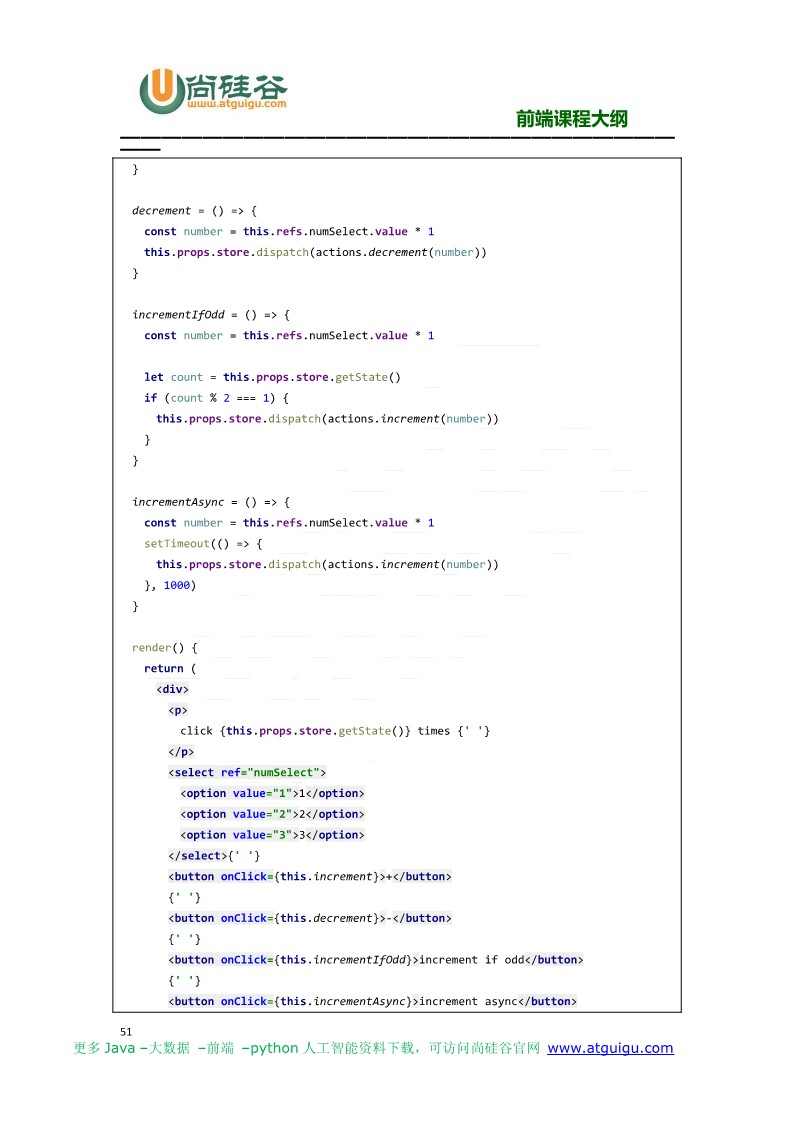 尚硅谷
www.atguigu.com
前端课程大纲
}
decrement = () => {
const number = this.refs.numSelect.value * 1
this.props.store.dispatch(actions.decrement(number))
}
incrementIfOdd = () => {
const number = this.refs.numSelect.value * 1
let count = this.props.store.getState()
if (count % 2 === 1) {
this.props.store.dispatch(actions.increment(number))
}
}
incrementAsync = () => {
const number = this.refs.numSelect.value * 1
setTimeout(() => {
this.props.store.dispatch(actions.increment(number))
}, 1000)
}
render() {
return (
<div>
<p>
click {this.props.store.getState()} times {' '}
</p>
<select ref="numSelect">
<option value="1">1</option>
<option value="2">2</option>
<option value="3">3</option>
</select>{' '}
<button onClick={this.increment}>+</button>
{' '}
<button onClick={this.decrement}>-</button>
{' '}
<button onClick={this.incrementIfOdd}>increment if odd</button>
{' '}
<button onClick={this.incrementAsync}>increment async</button>
51
更多 Java –大数据 –前端 –python 人工智能资料下载，可访问尚硅谷官网 www.atguigu.com